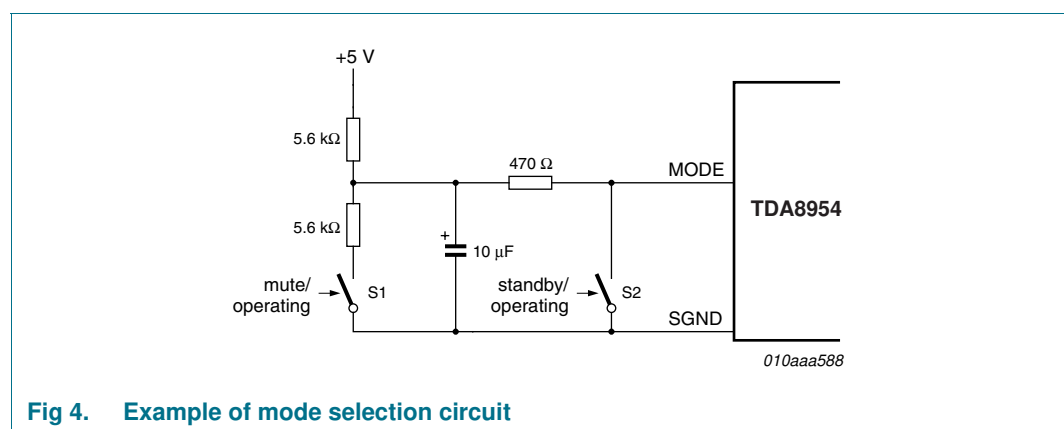 +5 V
5.6 kΩ
470 Ω
MODE
TDA8954
5.6 kΩ
+
10 μF
mute/
operating
S1
standby/
operating
S2
SGND
010aaa588
Fig 4. Example of mode selection circuit